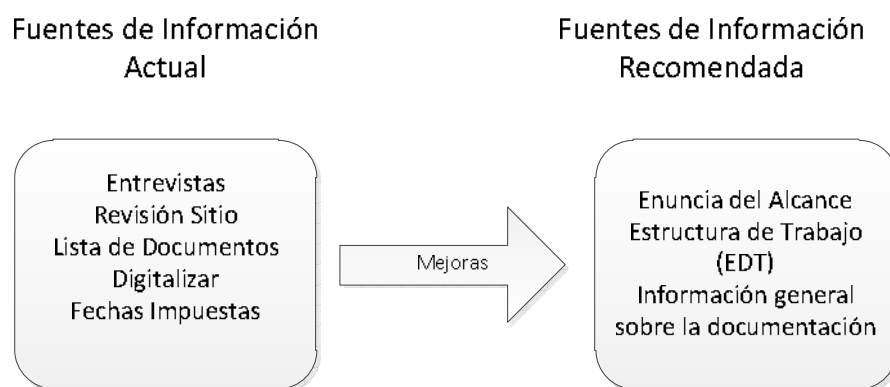 Fuentes de Información
Actual
Fuentes de Información
Recomendada
Entrevistas
Revisión Sitio
Lista de Documentos
Digitalizar
Fechas Impuestas
Mejoras
Enuncia del Alcance
Estructura de Trabajo
(EDT)
Información general
sobre la documentación